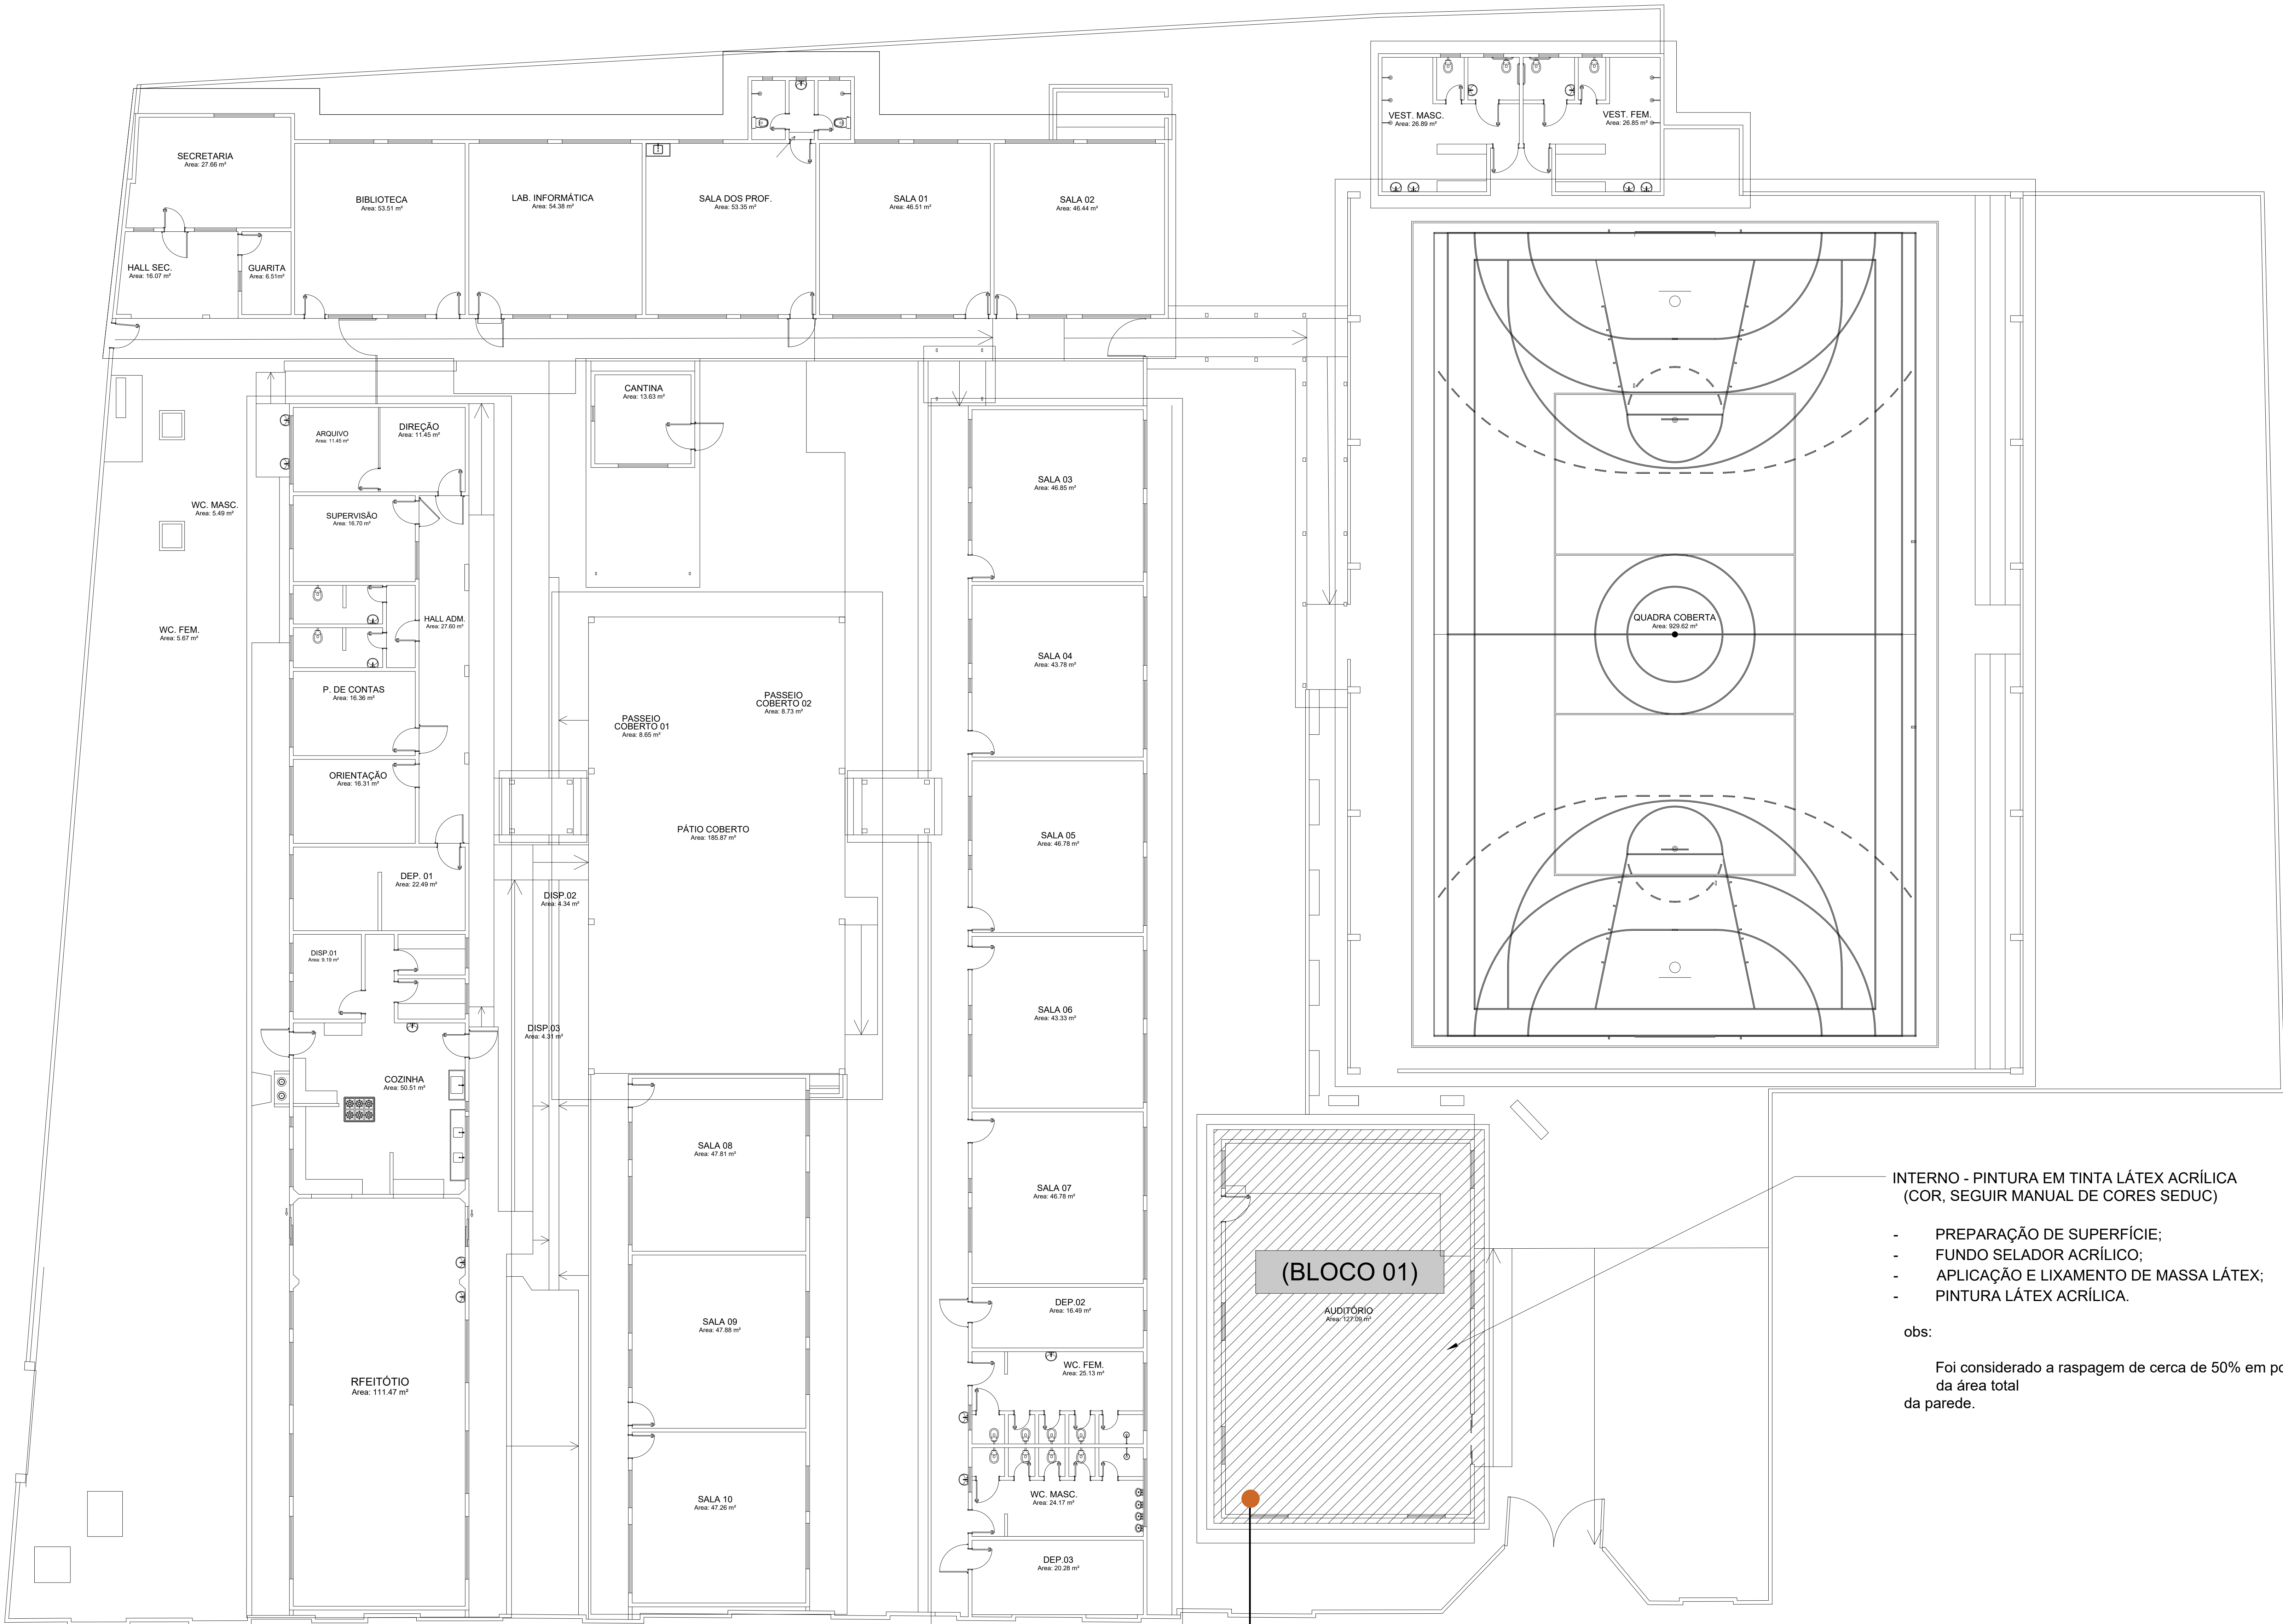 SECRETARIA
Area: 27.66 m²
HALL SEC.
Area: 16.07 m²
GUARITA
Area: 6.51m²
BIBLIOTECA
Area: 53.51 m²
LAB. INFORMÁTICA
Area: 54.38 m²
SALA DOS PROF.
Area: 53.35 m²
SALA 01
Area: 46.51 m²
SALA 02
Area: 46.44 m²
VEST. MASC.
Area: 26.89 m²
VEST. FEM.
Area: 26.85 m²
CANTINA
Area: 13.63 m²
ARQUIVO
Area: 11.45 m²
DIREÇÃO
Area: 11.45 m²
WC. MASC.
Area: 5.49 m²
SUPERVISÃO
Area: 16.70 m²
WC. FEM.
Area: 5.67 m²
HALL ADM.
Area: 27.60 m²
P. DE CONTAS
Area: 16.36 m²
ORIENTAÇÃO
Area: 16.31 m²
DEP. 01
Area: 22.49 m²
DISP.01
Area: 9.19 m²
DISP.02
Area: 4.34 m²
DISP.03
Area: 4.31 m²
COZINHA
Area: 50.51 m²
RFEITÓTIO
Area: 111.47 m²
PASSEIO
COBERTO 01
Area: 8.65 m²
PASSEIO
COBERTO 02
Area: 8.73 m²
PÁTIO COBERTO
Area: 185.87 m²
SALA 08
Area: 47.81 m²
SALA 09
Area: 47.88 m²
SALA 10
Area: 47.26 m²
SALA 03
Area: 46.85 m²
SALA 04
Area: 43.78 m²
SALA 05
Area: 46.78 m²
SALA 06
Area: 43.33 m²
SALA 07
Area: 46.78 m²
DEP.02
Area: 16.49 m²
WC. FEM.
Area: 25.13 m²
WC. MASC.
Area: 24.17 m²
DEP.03
Area: 20.28 m²
QUADRA COBERTA
Area: 929.62 m²
(BLOCO 01)
AUDITÓRIO
Area: 127.09 m²
INTERNO - PINTURA EM TINTA LÁTEX ACRÍLICA
(COR, SEGUIR MANUAL DE CORES SEDUC)
- PREPARAÇÃO DE SUPERFÍCIE;
- FUNDO SELADOR ACRÍLICO;
- APLICAÇÃO E LIXAMENTO DE MASSA LÁTEX;
- PINTURA LÁTEX ACRÍLICA.
obs:
Foi considerado a raspagem de cerca de 50% em
da área total
da parede.